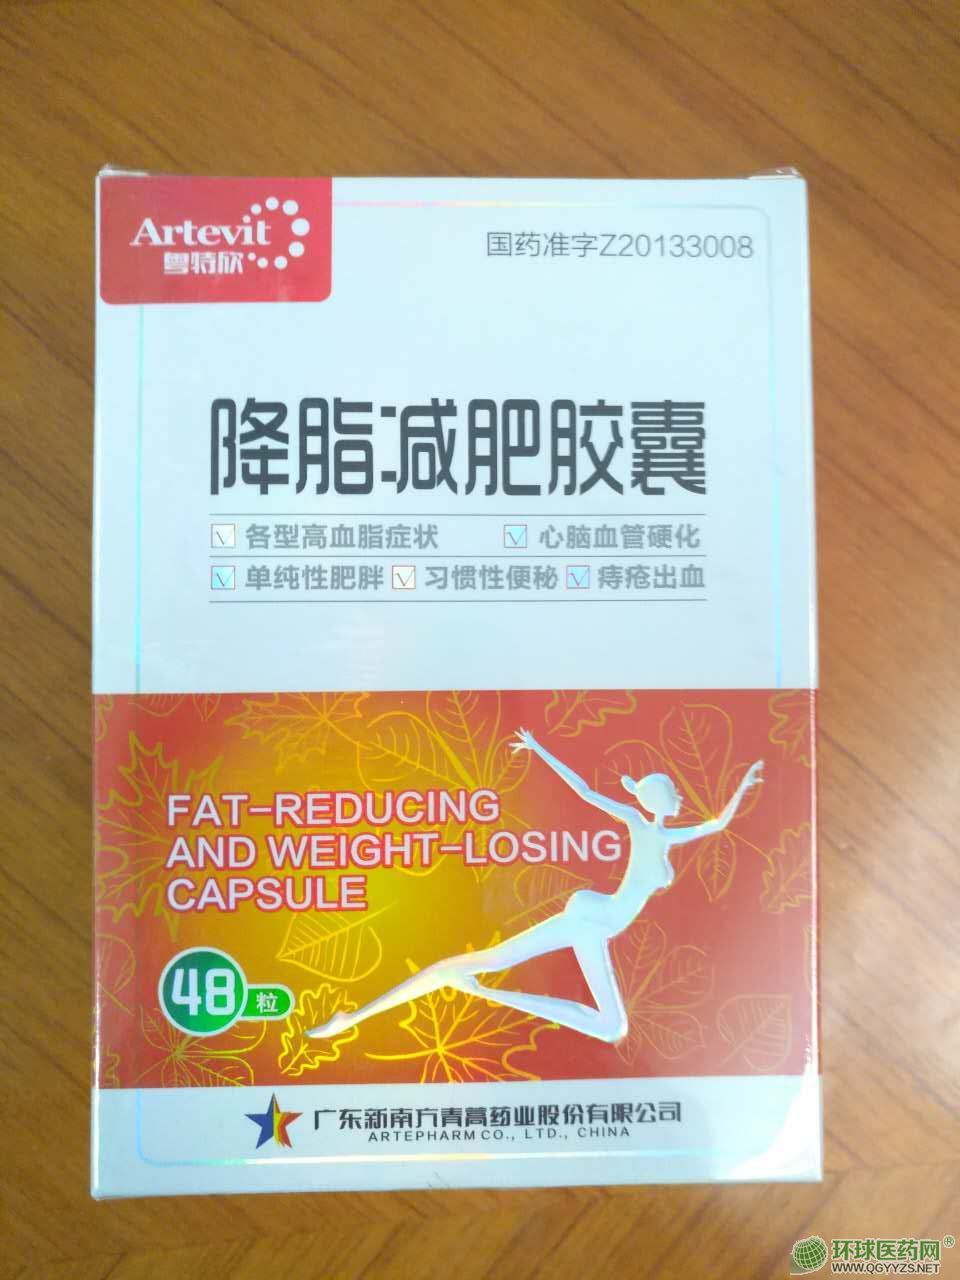 Artevit
粤特欣
国药准字Z20133008
降脂减肥胶囊
各型高血脂症状 心脑血管硬化
单纯性肥胖 习惯性便秘 痔疮出血
FAT-REDUCING
AND WEIGHT-LOSING
CAPSULE
48粒
广东新南方青蒿药业股份有限公司
ARTEPHARM CO., LTD., CHINA
环球医药网®
WWW.QGYYZS.NET